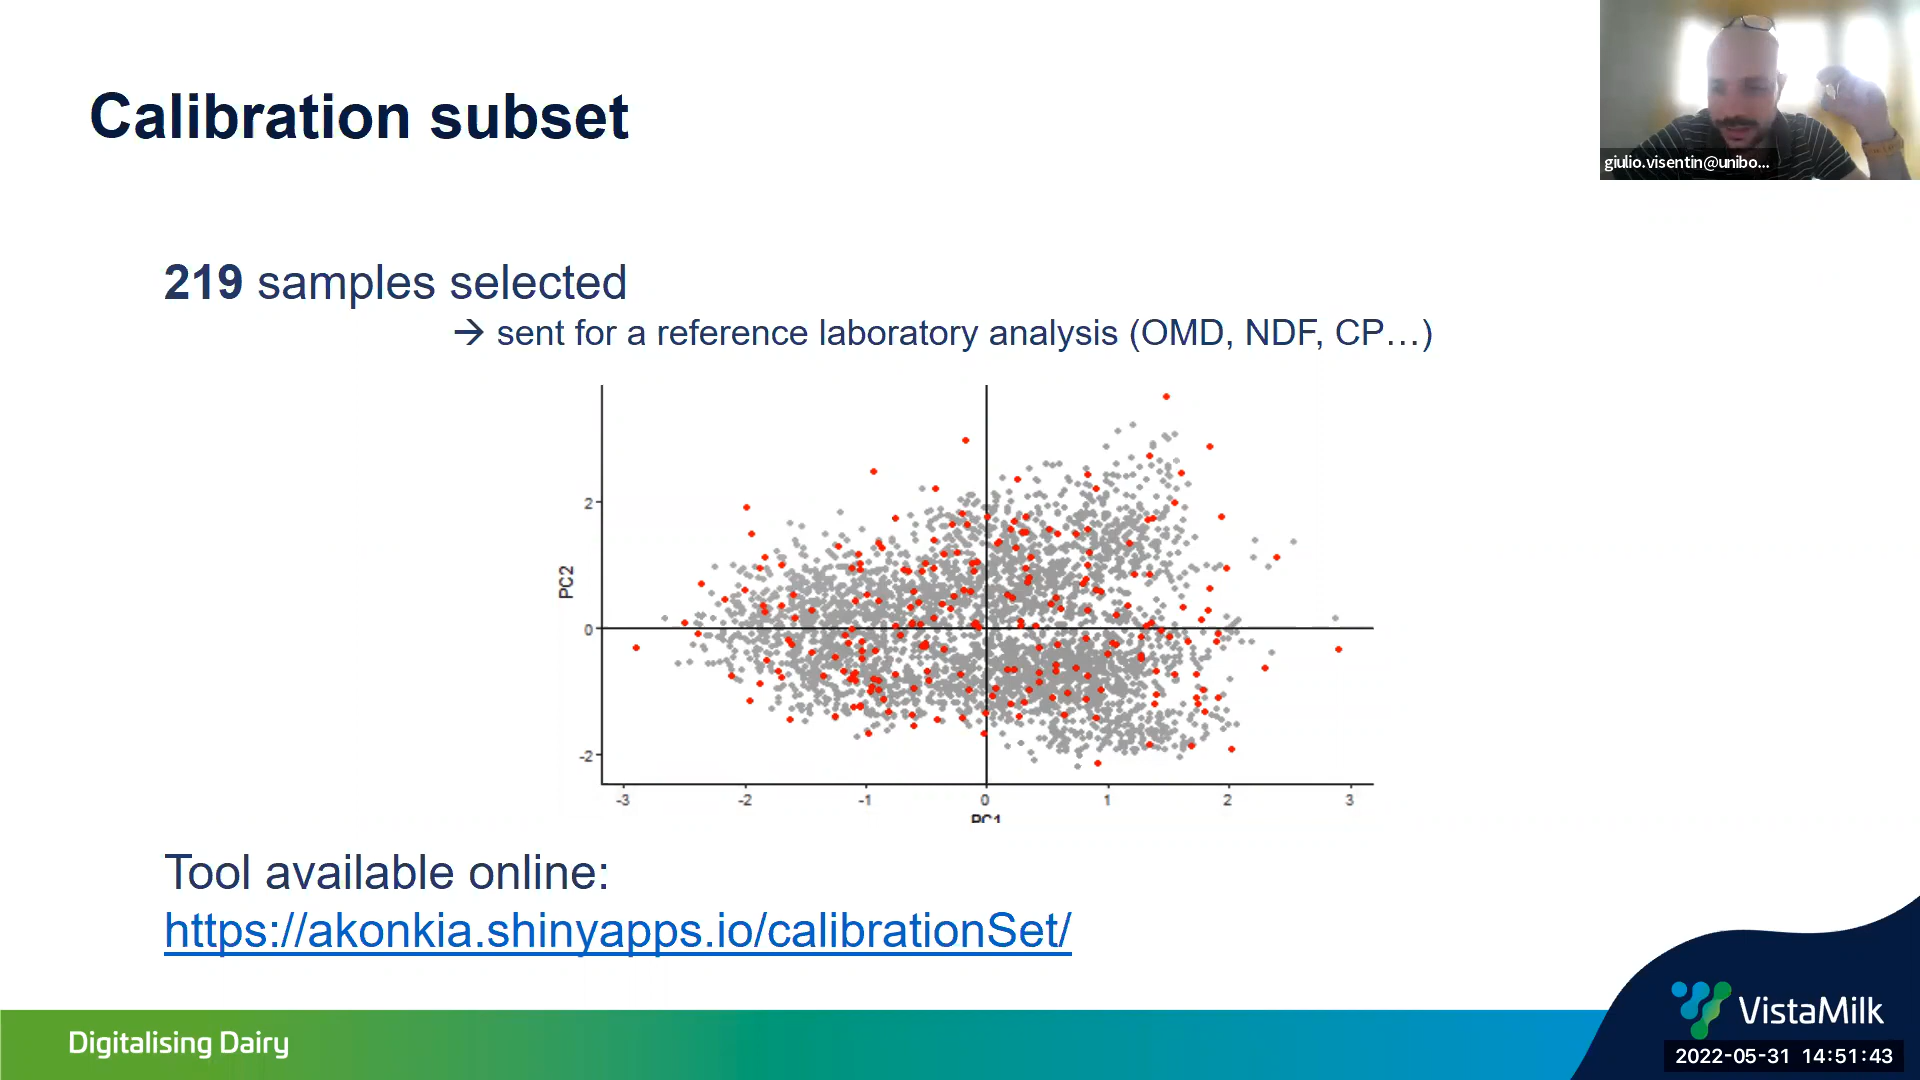 Calibration subset
giulio.visentin@unibo...
219 samples selected
→ sent for a reference laboratory analysis (OMD, NDF, CP…)
PC2
2
0
-2
-3
-2
-1
0
1
2
3
PC1
Tool available online:
https://akonkia.shinyapps.io/calibrationSet/
Digitalising Dairy
VistaMilk
2022-05-31 14:51:43